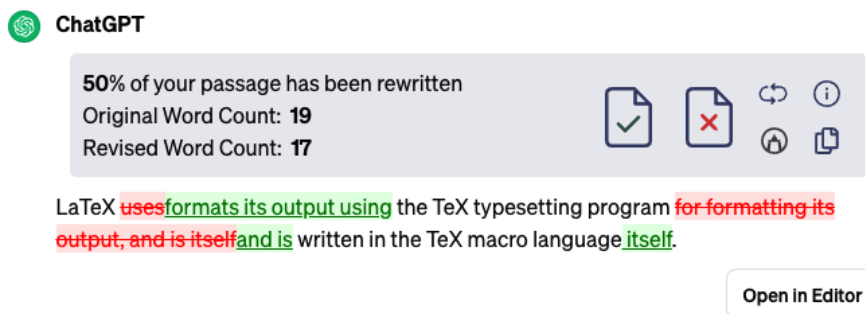 ChatGPT
50% of your passage has been rewritten
Original Word Count: 19
Revised Word Count: 17
LaTeX usesformats its output using the TeX typesetting program for formatting its
output, and is itselfand is written in the TeX macro language itself.
Open in Editor